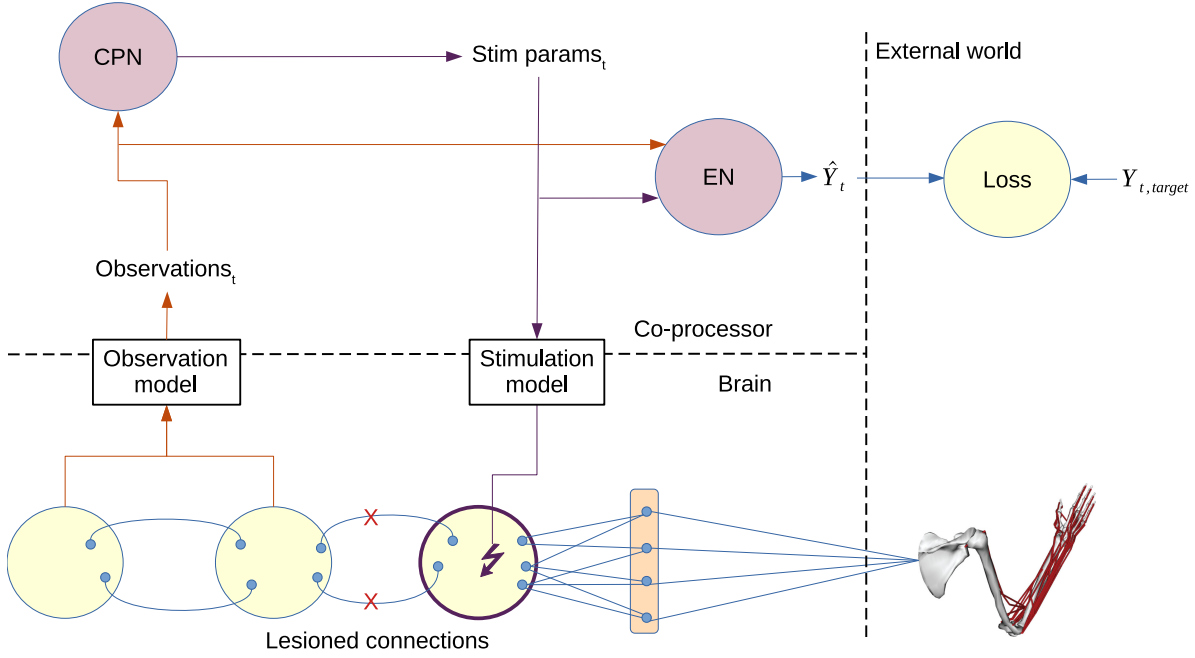 CPN
Stim params_t
External world
EN
Ŷ_t
Loss
Y_t,target
Observations_t
Co-processor
Observation
model
Stimulation
model
Brain
X
X
Lesioned connections